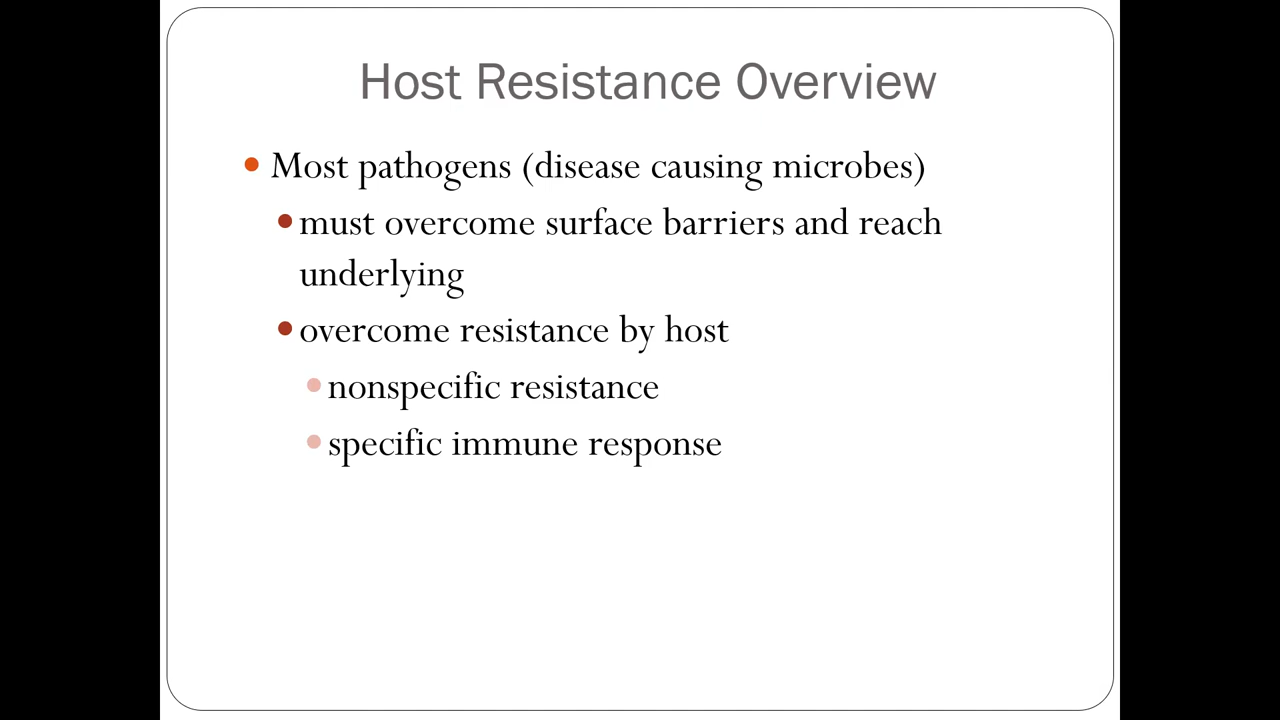 Host Resistance Overview
Most pathogens (disease causing microbes)
must overcome surface barriers and reach
underlying
overcome resistance by host
nonspecific resistance
specific immune response